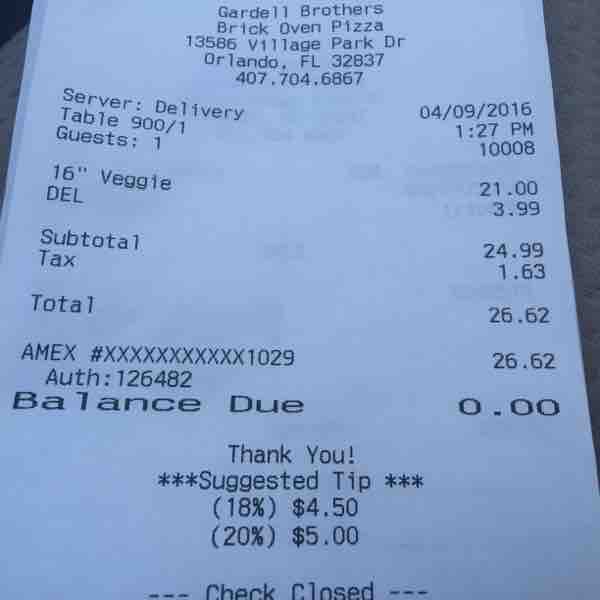 Gardell Brothers
Brick Oven Pizza
13586 Village Park Dr
Orlando, FL 32837
407.704.6867
Server: Delivery 04/09/2016
Table 900/1 1:27 PM
Guests: 1 10008
16" Veggie 21.00
DEL 3.99
Subtotal 24.99
Tax 1.63
Total 26.62
AMEX #XXXXXXXXXXX1029 26.62
Auth:126482
Balance Due 0.00
Thank You!
***Suggested Tip ***
(18%) $4.50
(20%) $5.00
--- Check Closed ---